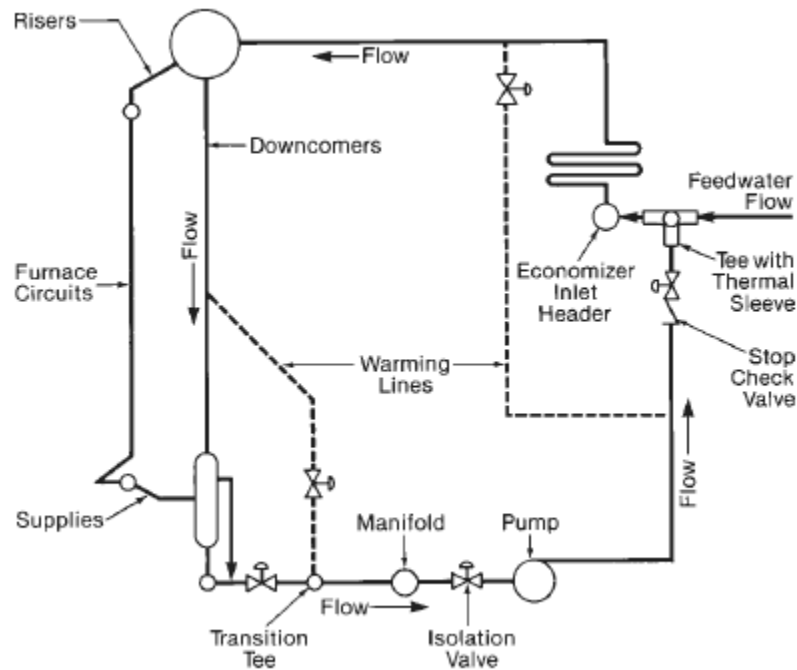 Risers
Flow
Downcomers
Feedwater
Flow
Flow
Furnace
Circuits
Economizer
Inlet
Header
Tee with
Thermal
Sleeve
Warming
Lines
Stop
Check
Valve
Flow
Supplies
Manifold
Pump
Flow
Transition
Tee
Isolation
Valve